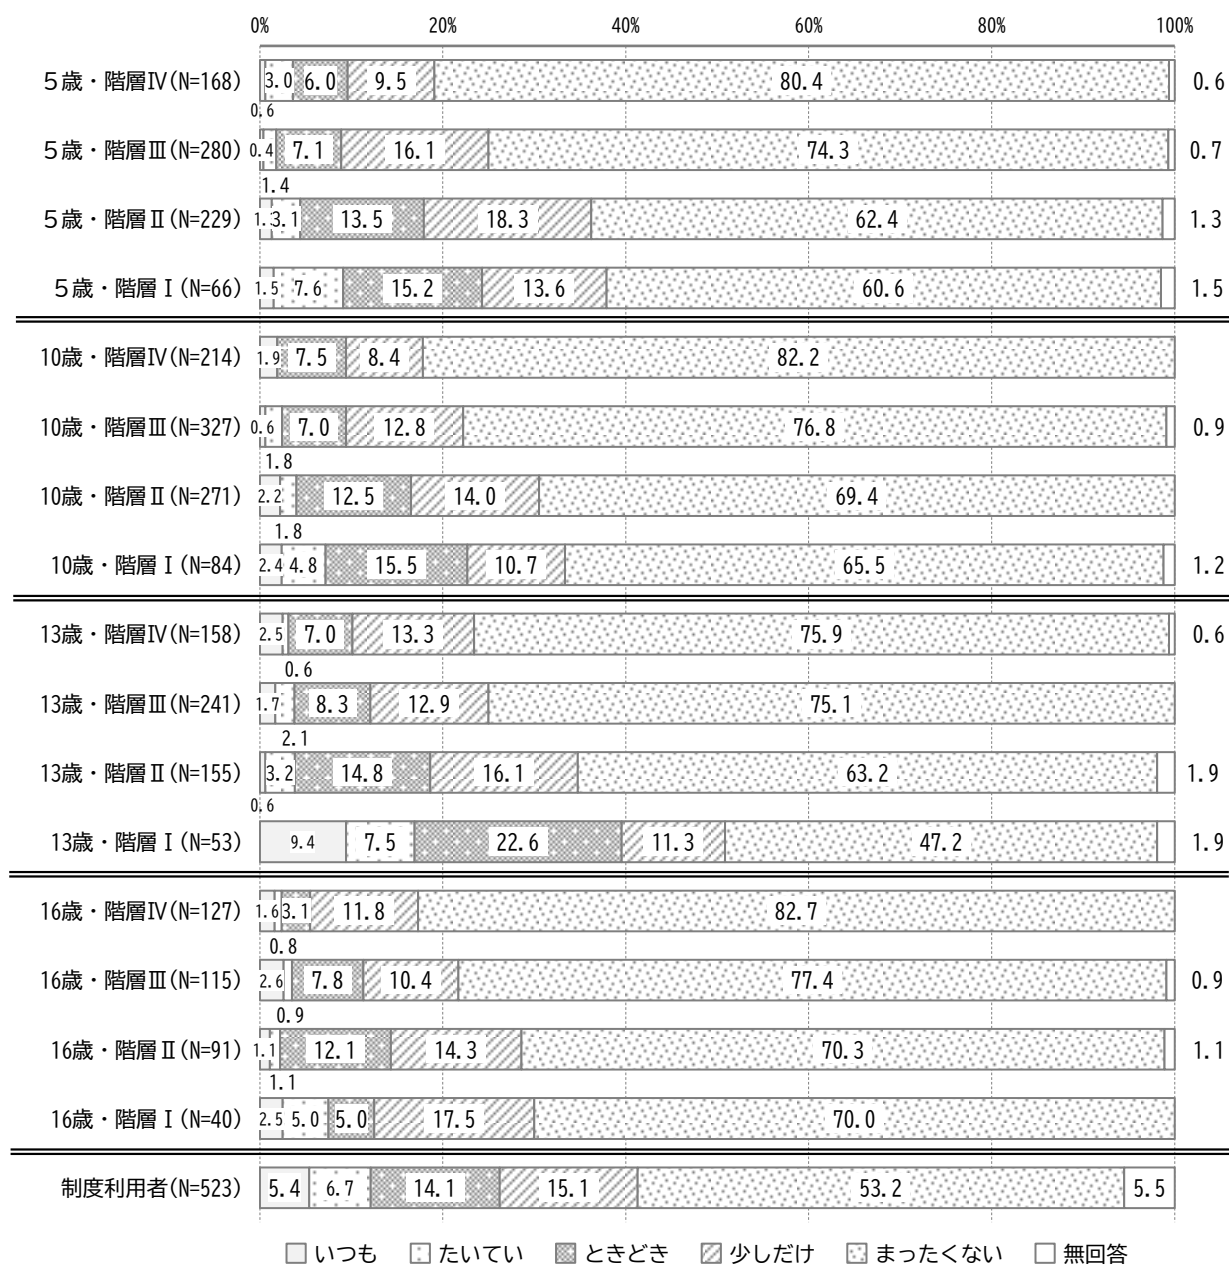 0% 20% 40% 60% 80% 100%
5歳・階層Ⅳ(N=168) 3.0 6.0 9.5 80.4 0.6
0.6
5歳・階層Ⅲ(N=280) 0.4 7.1 16.1 74.3 0.7
1.4
5歳・階層Ⅱ(N=229) 1.3 3.1 13.5 18.3 62.4 1.3
5歳・階層Ⅰ(N=66) 1.5 7.6 15.2 13.6 60.6 1.5
10歳・階層Ⅳ(N=214) 1.9 7.5 8.4 82.2
10歳・階層Ⅲ(N=327) 0.6 7.0 12.8 76.8 0.9
1.8
10歳・階層Ⅱ(N=271) 2.2 12.5 14.0 69.4
1.8
10歳・階層Ⅰ(N=84) 2.4 4.8 15.5 10.7 65.5 1.2
13歳・階層Ⅳ(N=158) 2.5 7.0 13.3 75.9 0.6
0.6
13歳・階層Ⅲ(N=241) 1.7 8.3 12.9 75.1
2.1
13歳・階層Ⅱ(N=155) 3.2 14.8 16.1 63.2 1.9
0.6
13歳・階層Ⅰ(N=53) 9.4 7.5 22.6 11.3 47.2 1.9
16歳・階層Ⅳ(N=127) 1.6 3.1 11.8 82.7
0.8
16歳・階層Ⅲ(N=115) 2.6 7.8 10.4 77.4 0.9
0.9
16歳・階層Ⅱ(N=91) 1.1 12.1 14.3 70.3 1.1
1.1
16歳・階層Ⅰ(N=40) 2.5 5.0 5.0 17.5 70.0
制度利用者(N=523) 5.4 6.7 14.1 15.1 53.2 5.5
いつも たいてい ときどき 少しだけ まったくない 無回答